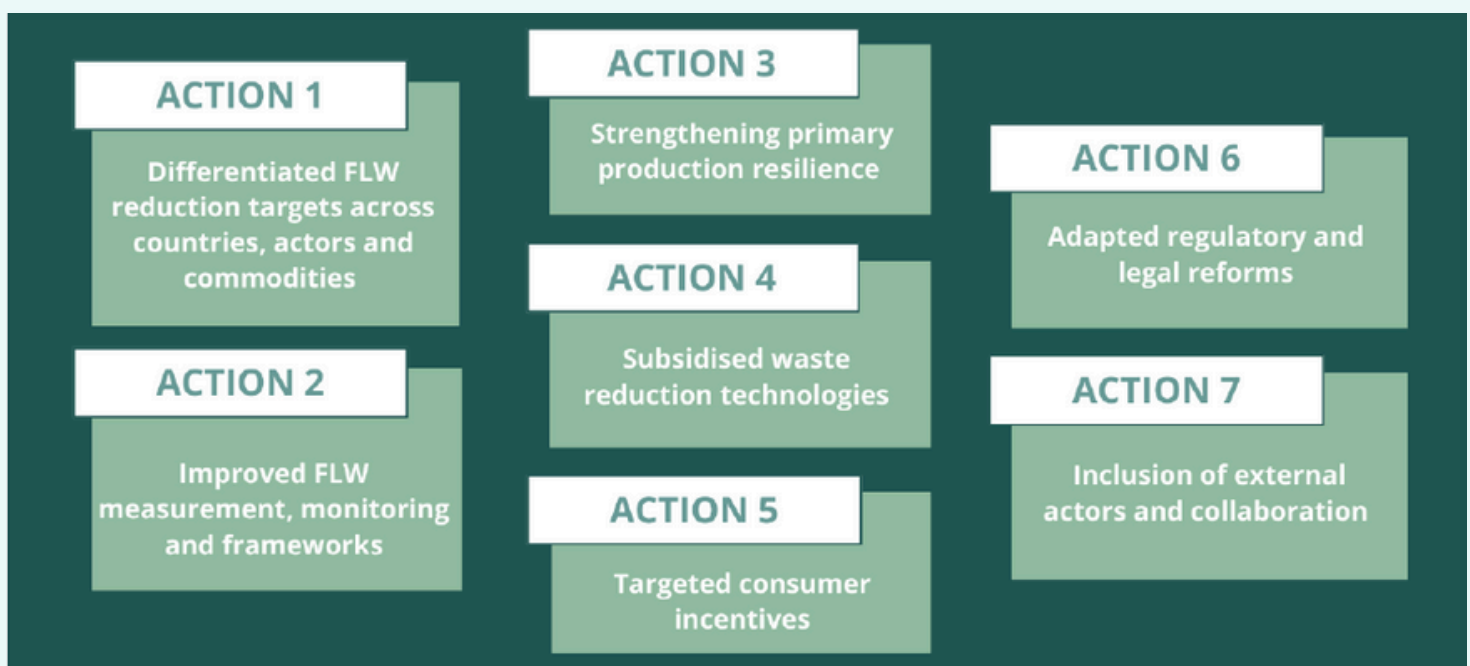 ACTION 1
Differentiated FLW
reduction targets across
countries, actors and
commodities
ACTION 2
Improved FLW
measurement, monitoring
and frameworks
ACTION 3
Strengthening primary
production resilience
ACTION 4
Subsidised waste
reduction technologies
ACTION 5
Targeted consumer
incentives
ACTION 6
Adapted regulatory and
legal reforms
ACTION 7
Inclusion of external
actors and collaboration